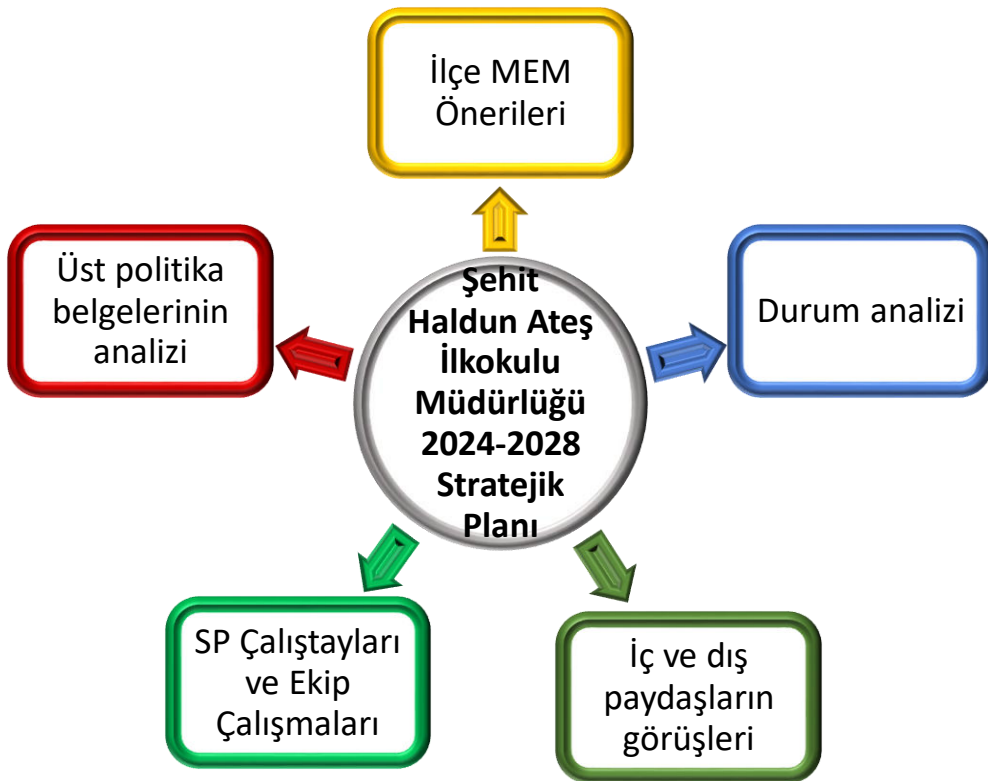 İlçe MEM
Önerileri
Üst politika
belgelerinin
analizi
Şehit
Haldun Ateş
İlkokulu
Müdürlüğü
2024-2028
Stratejik
Planı
Durum analizi
SP Çalıştayları
ve Ekip
Çalışmaları
İç ve dış
paydaşların
görüşleri